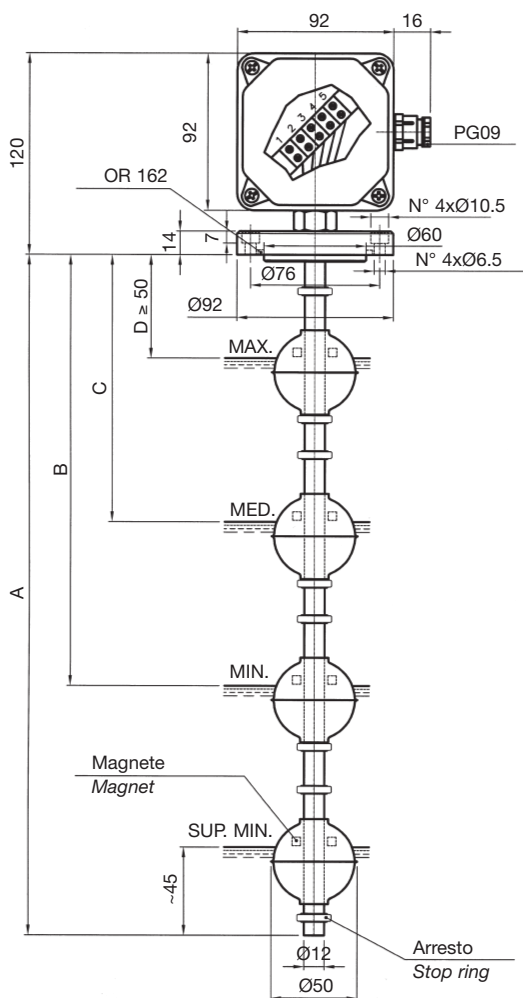 92
16
120
92
1 2 3 4 5
PG09
OR 162
N° 4xØ10.5
14
7
Ø60
N° 4xØ6.5
Ø76
Ø92
D ≥ 50
MAX.
C
B
MED.
A
MIN.
Magnete
Magnet
SUP. MIN.
~45
Ø12
Arresto
Stop ring
Ø50